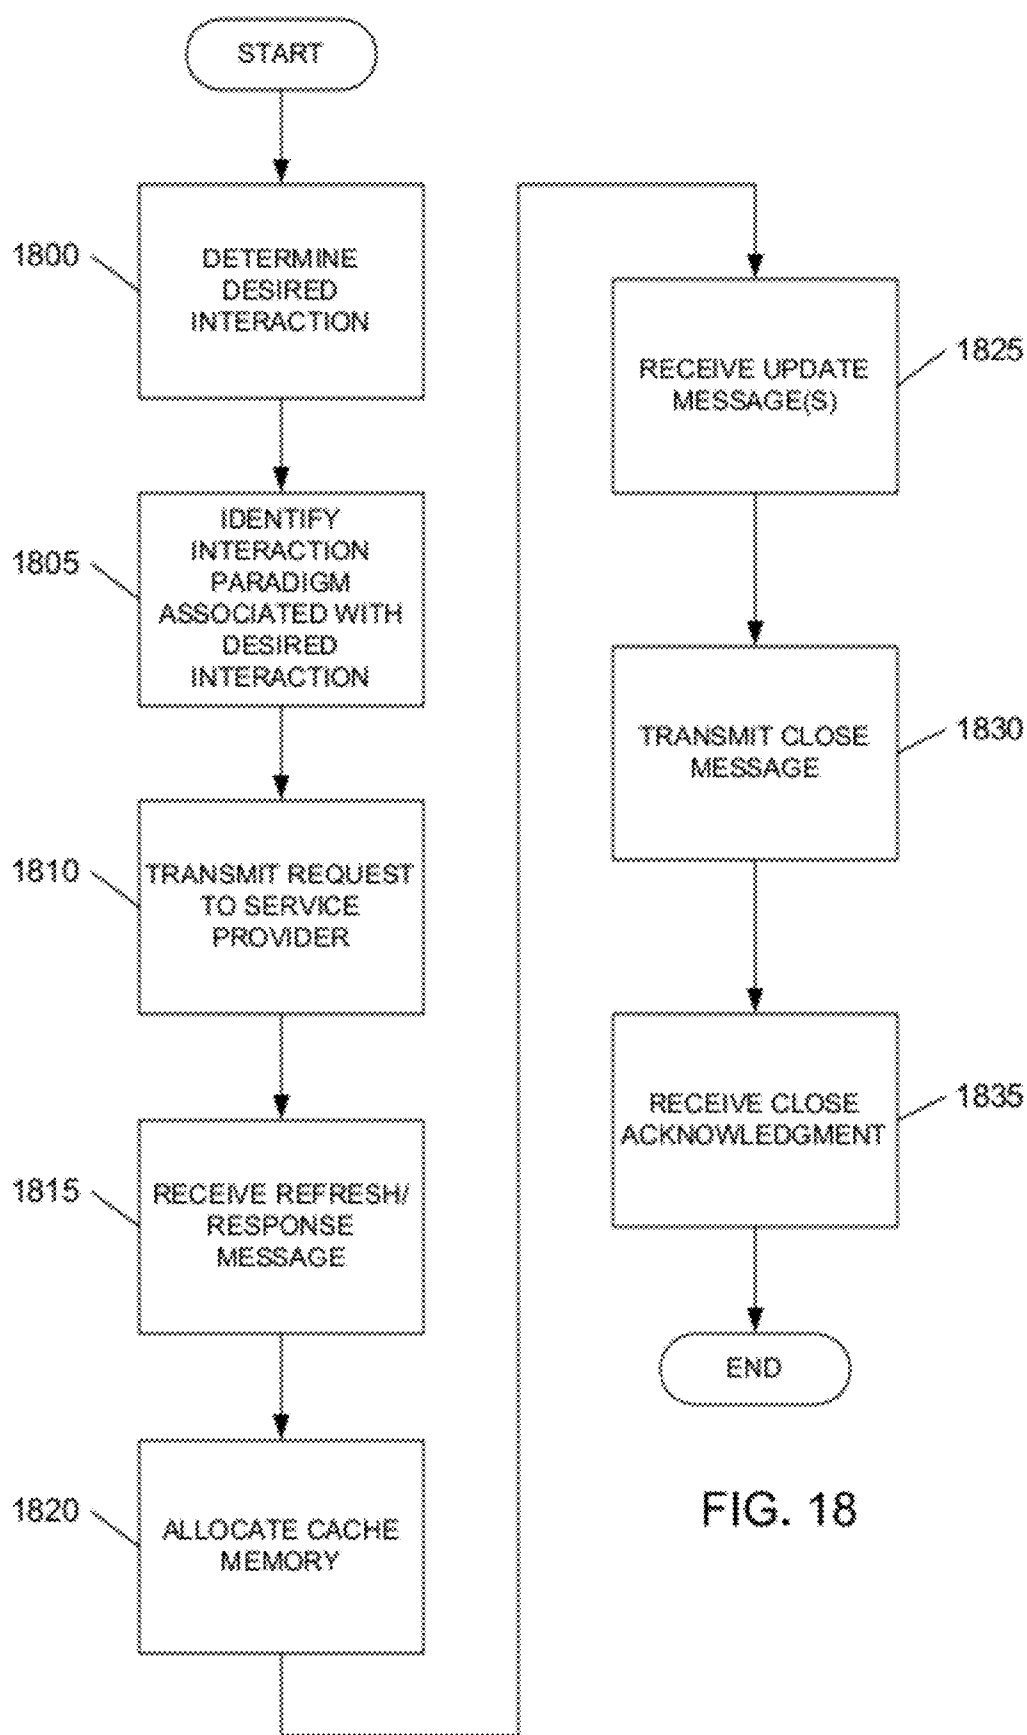 START
1800
DETERMINE
DESIRED
INTERACTION
1805
IDENTIFY
INTERACTION
PARADIGM
ASSOCIATED WITH
DESIRED
INTERACTION
1810
TRANSMIT REQUEST
TO SERVICE
PROVIDER
1815
RECEIVE REFRESH/
RESPONSE
MESSAGE
1820
ALLOCATE CACHE
MEMORY
RECEIVE UPDATE
MESSAGE(S)
1825
TRANSMIT CLOSE
MESSAGE
1830
RECEIVE CLOSE
ACKNOWLEDGMENT
1835
END
FIG. 18